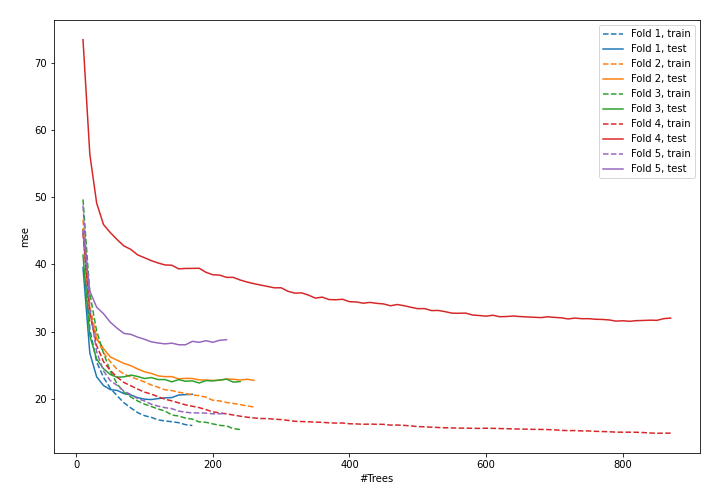 Fold 1, train
Fold 1, test
Fold 2, train
Fold 2, test
Fold 3, train
Fold 3, test
Fold 4, train
Fold 4, test
Fold 5, train
Fold 5, test
70
60
50
40
30
20
mse
0
200
400
600
800
#Trees